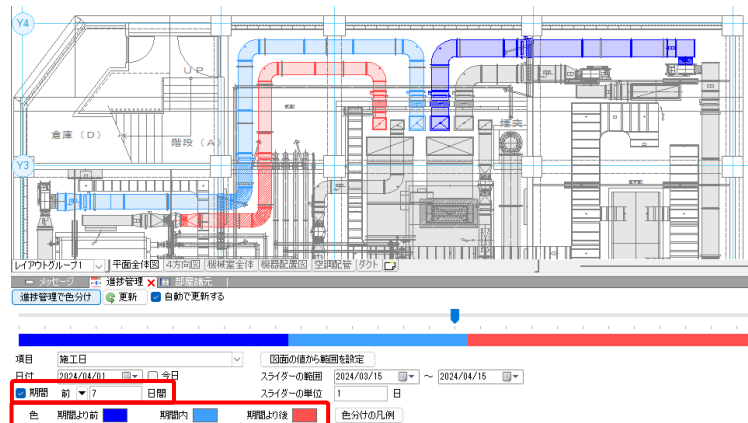 Y4
UP
倉庫（D）
階段（A）
煙突
Y3
レイアウトグループ1 平面全体図 4方向図 機械室全体 機器配置図 空調配管 ダクト
メッセージ 進捗管理 部屋諸元
進捗管理で色分け 更新 自動で更新する
項目 施工日 図面の値から範囲を設定
日付 2024/04/01 今日 スライダーの範囲 2024/03/15 ～ 2024/04/15
期間 前 7 日間 スライダーの単位 1 日
色 期間より前 期間内 期間より後 色分けの凡例